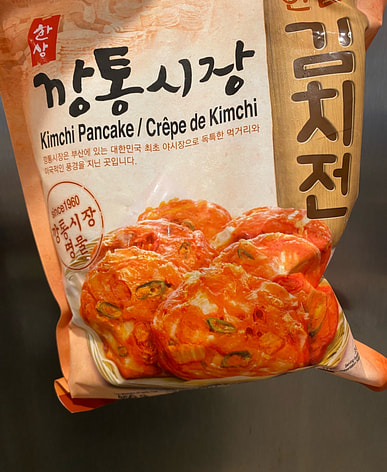 한상
깡통시장
Kimchi Pancake / Crêpe de Kimchi
깡통시장은 부산에 있는 대한민국 최초 야시장으로 독특한 먹거리와
이국적인 풍경을 지닌 곳입니다.
since1960
깡통시장
명물
김치전